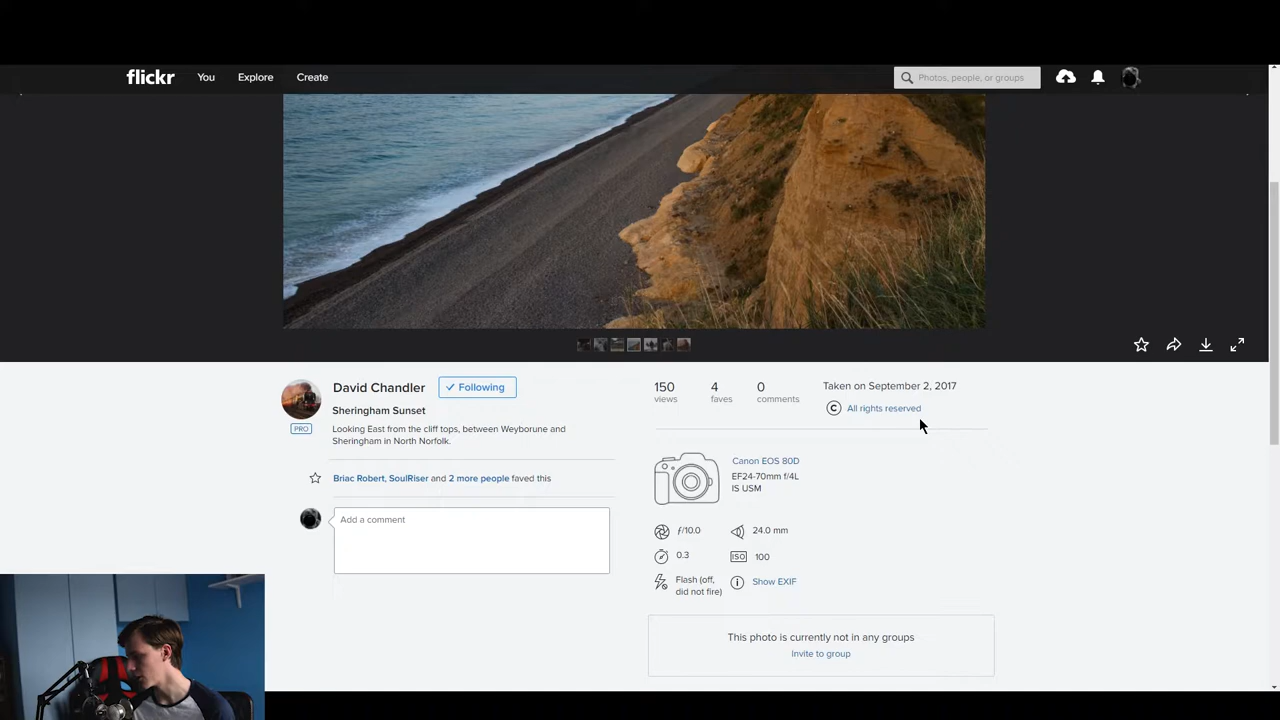 flickr You Explore Create Photos, people, or groups
David Chandler Following
PRO
Sheringham Sunset
Looking East from the cliff tops, between Weyborune and
Sheringham in North Norfolk.
Briac Robert, SoulRiser and 2 more people faved this
Add a comment
150 4 0
views faves comments
Taken on September 2, 2017
C All rights reserved
Canon EOS 80D
EF24-70mm f/4L
IS USM
ƒ/10.0 24.0 mm
0.3 ISO 100
Flash (off,
did not fire)
i Show EXIF
This photo is currently not in any groups
Invite to group